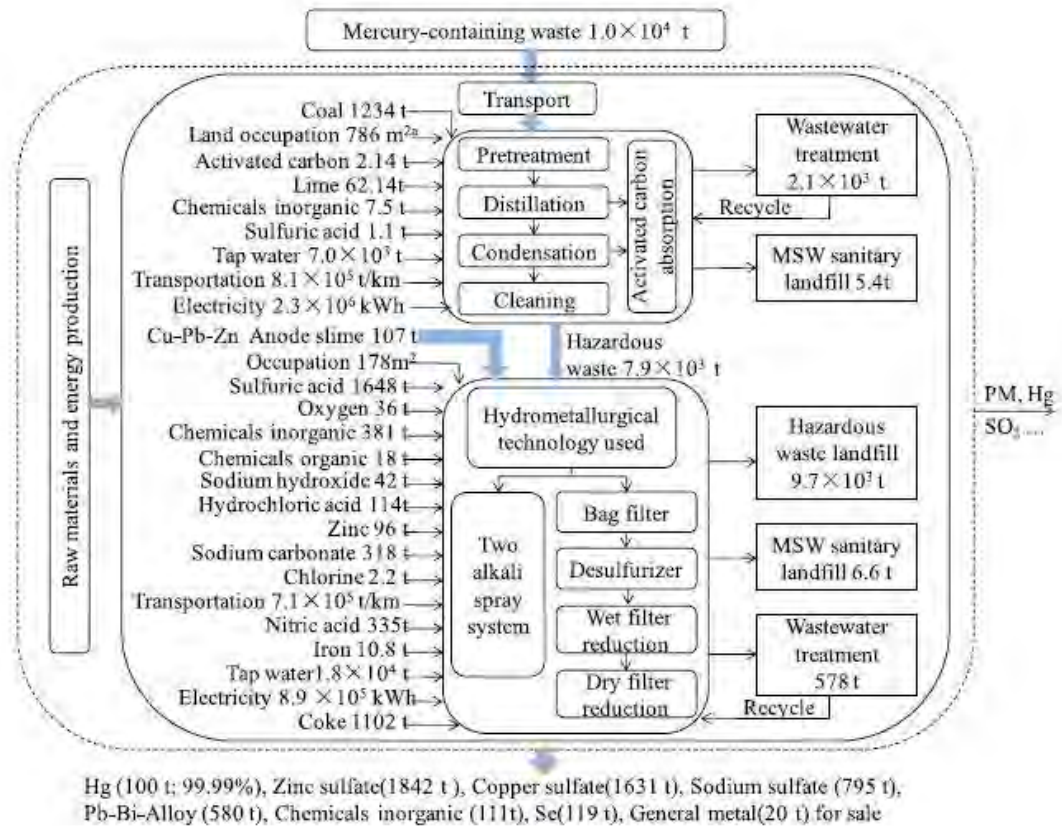 Mercury-containing waste 1.0×10⁴ t
Transport
Coal 1234 t
Land occupation 786 m²ᵃ
Activated carbon 2.14 t
Lime 62.14t
Chemicals inorganic 7.5 t
Sulfuric acid 1.1 t
Tap water 7.0×10³ t
Transportation 8.1×10⁵ t/km
Electricity 2.3×10⁶ kWh
Pretreatment
Distillation
Condensation
Cleaning
Activated carbon
absorption
Wastewater
treatment
2.1×10³ t
Recycle
MSW sanitary
landfill 5.4t
Raw materials and energy production
Cu-Pb-Zn Anode slime 107 t
Hazardous
waste 7.9×10³ t
Occupation 178m²
Sulfuric acid 1648 t
Oxygen 36 t
Chemicals inorganic 381 t
Chemicals organic 18 t
Sodium hydroxide 42 t
Hydrochloric acid 114t
Zinc 96 t
Sodium carbonate 318 t
Chlorine 2.2 t
Transportation 7.1×10⁵ t/km
Nitric acid 335t
Iron 10.8 t
Tap water1.8×10⁴ t
Electricity 8.9 ×10⁵ kWh
Coke 1102 t
Hydrometallurgical
technology used
Two
alkali
spray
system
Bag filter
Desulfurizer
Wet filter
reduction
Dry filter
reduction
Hazardous
waste landfill
9.7×10³ t
MSW sanitary
landfill 6.6 t
Wastewater
treatment
578 t
Recycle
PM, Hg
Hg (100 t; 99.99%), Zinc sulfate(1842 t ), Copper sulfate(1631 t), Sodium sulfate (795 t),
Pb-Bi-Alloy (580 t), Chemicals inorganic (111t), Se(119 t), General metal(20 t) for sale